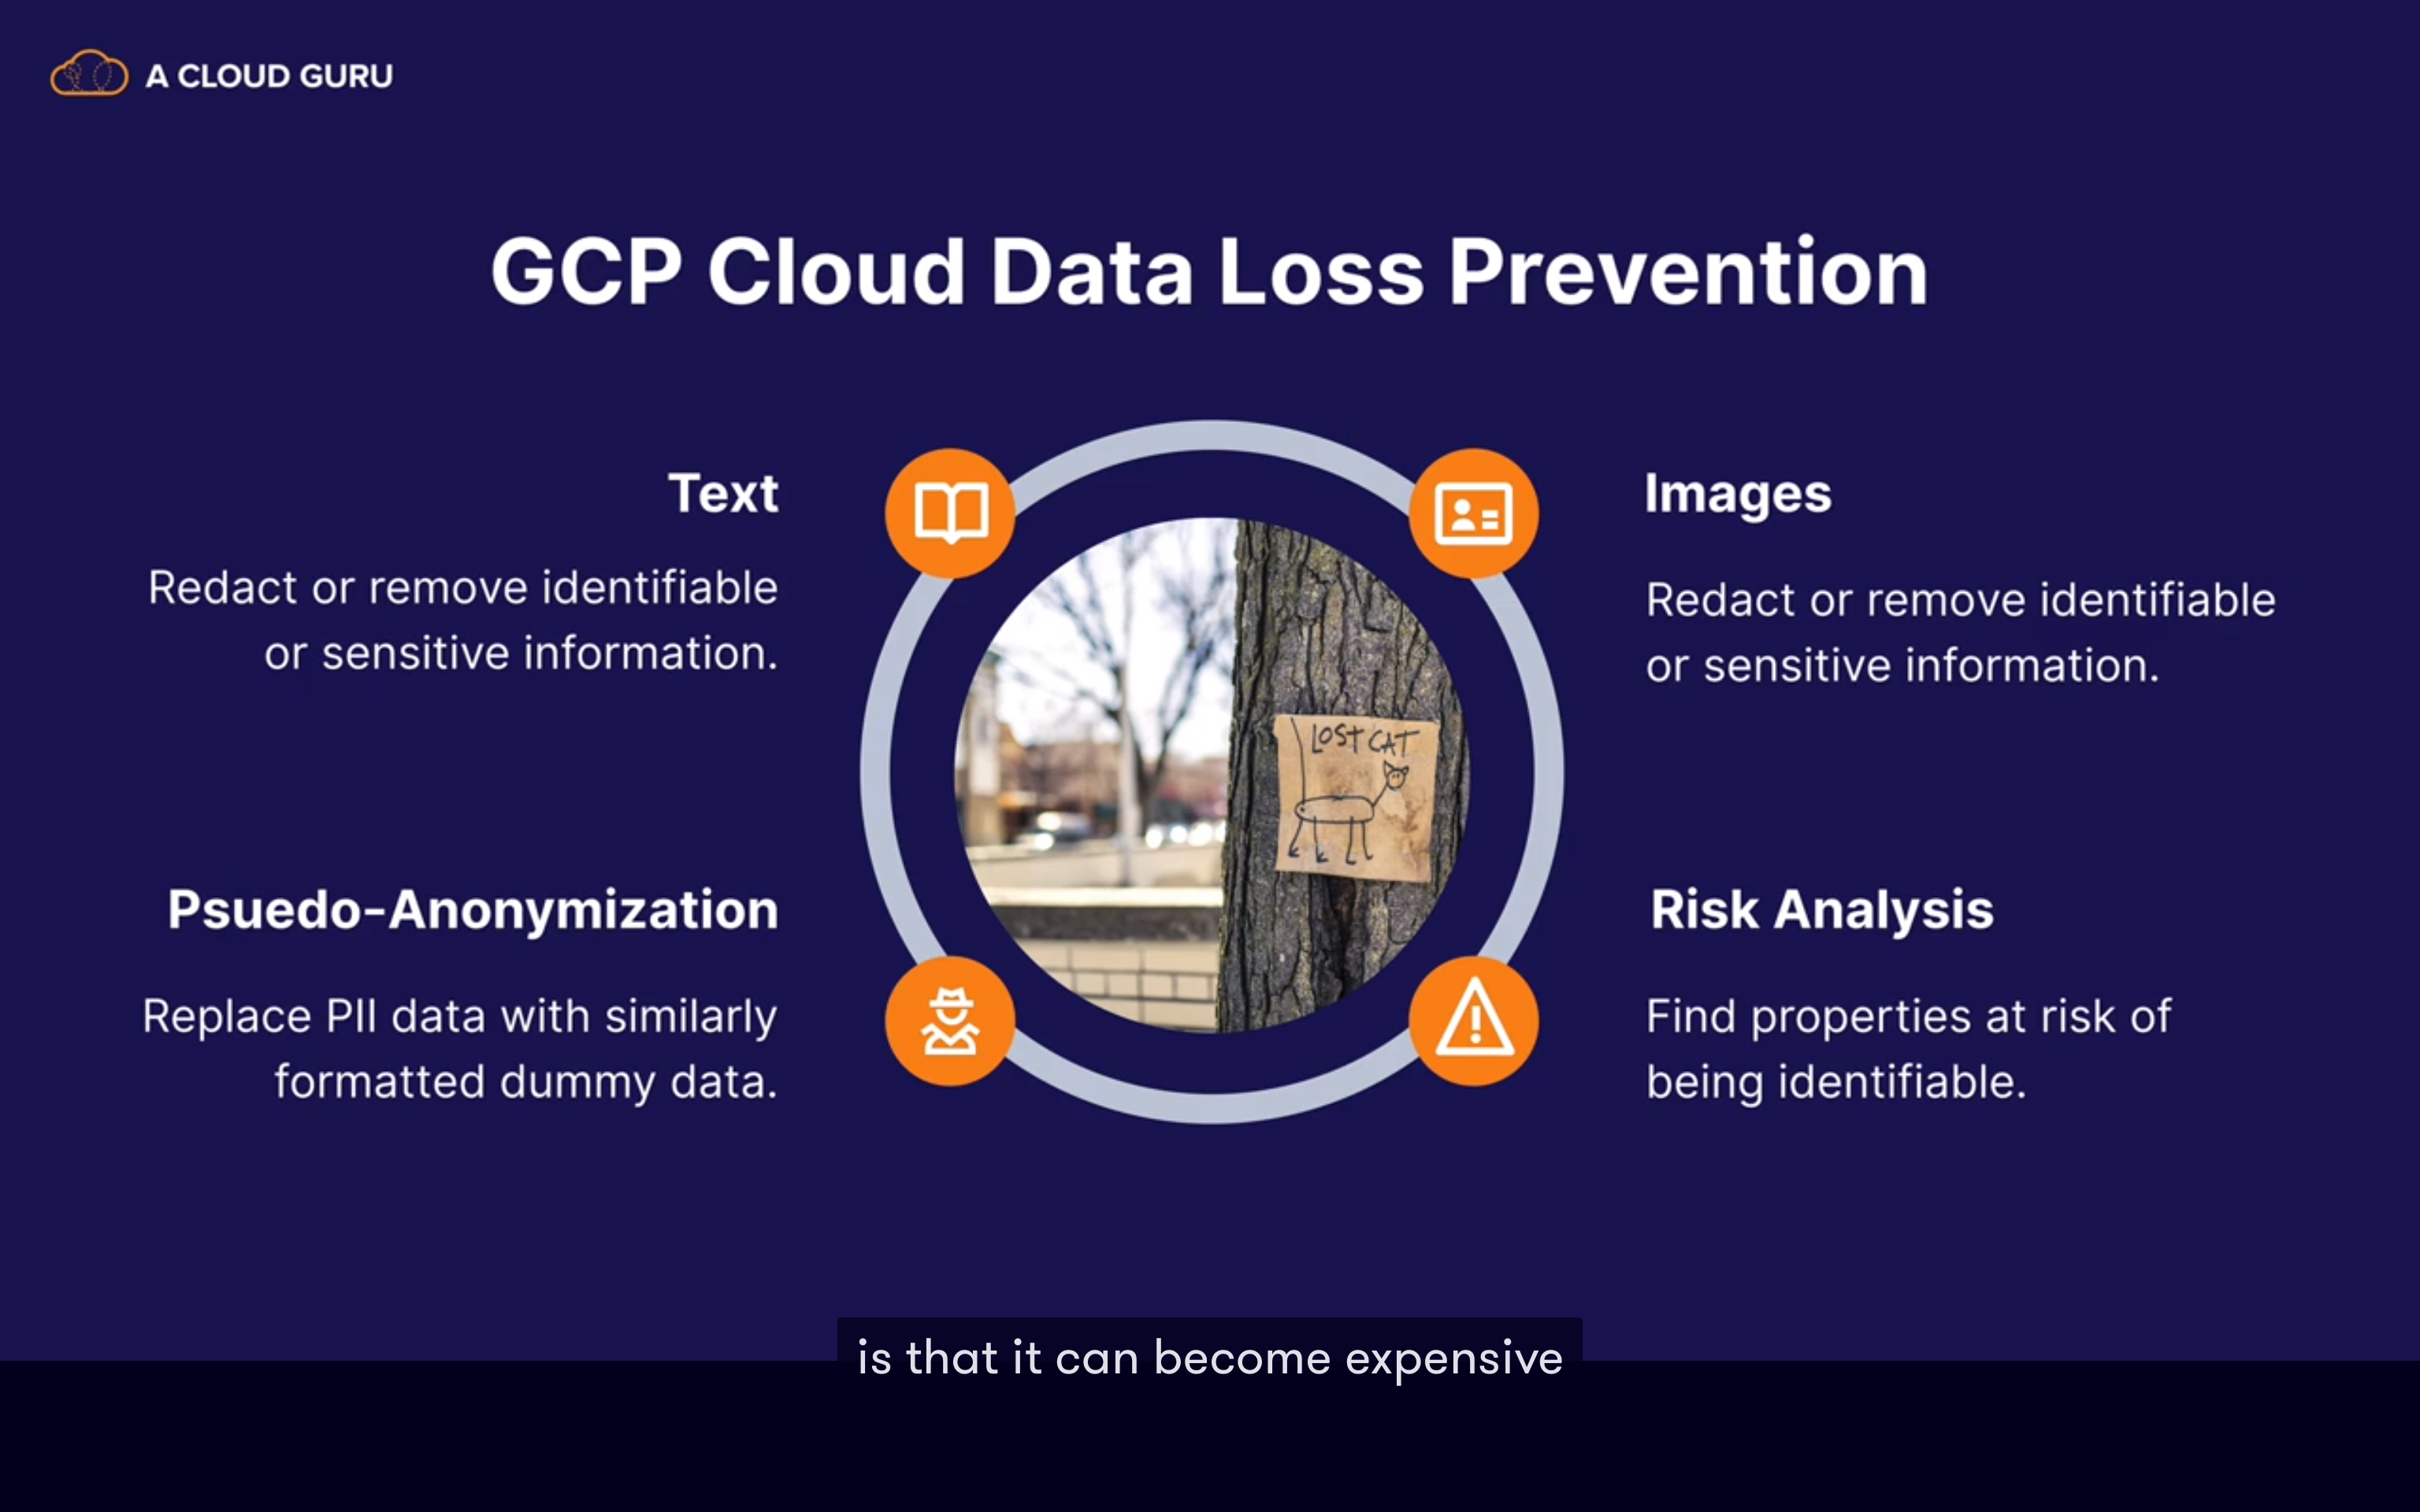 A CLOUD GURU
GCP Cloud Data Loss Prevention
Text
Redact or remove identifiable
or sensitive information.
Images
Redact or remove identifiable
or sensitive information.
LOST CAT
Psuedo-Anonymization
Replace PII data with similarly
formatted dummy data.
Risk Analysis
Find properties at risk of
being identifiable.
is that it can become expensive